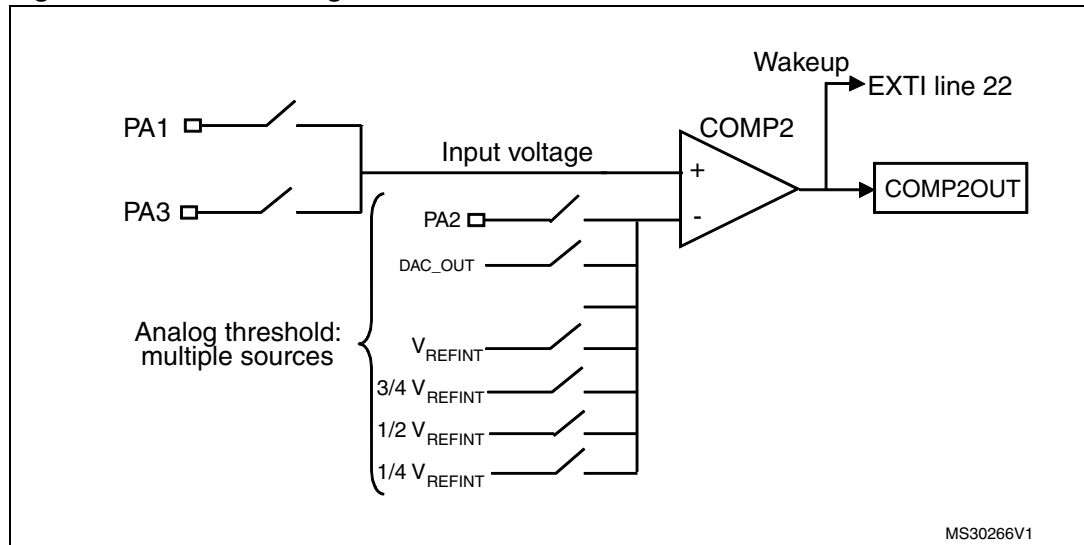 Wakeup
EXTI line 22
PA1
COMP2
Input voltage
+
COMP2OUT
PA3
PA2
-
DAC_OUT
Analog threshold:
multiple sources
VREFINT
3/4 VREFINT
1/2 VREFINT
1/4 VREFINT
MS30266V1